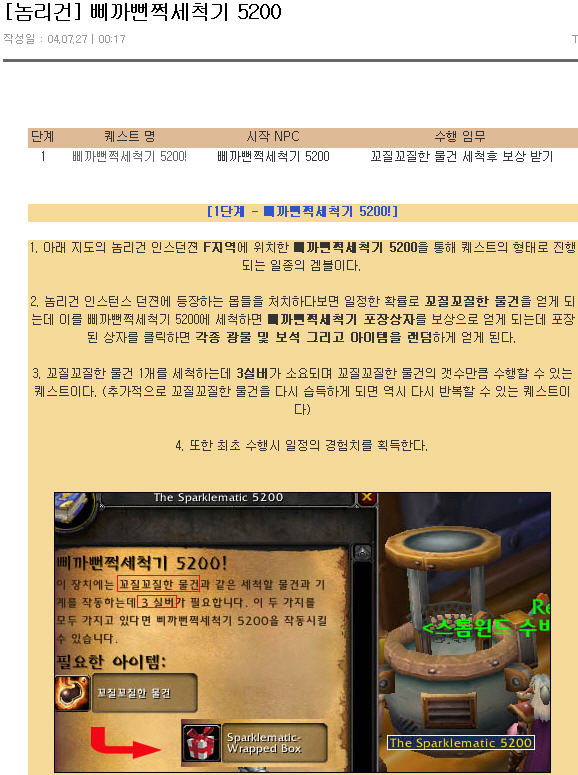 [놈리건] 삐까뻔쩍세척기 5200
작성일 : 04,07,27 | 00:17
T
단계 퀘스트 명 시작 NPC 수행 임무
1 삐까뻔쩍세척기 5200! 삐까뻔쩍세척기 5200 꼬질꼬질한 물건 세척후 보상 받기
[1단계 - 삐까뻔쩍세척기 5200!]
1. 아래 지도의 놈리건 인스던젼 F지역에 위치한 삐까뻔쩍세척기 5200을 통해 퀘스트의 형태로 진행
되는 일종의 겜블이다.
2. 놈리건 인스턴스 던젼에 등장하는 몹들을 처치하다보면 일정한 확률로 꼬질꼬질한 물건을 얻게 되
는데 이를 삐까뻔쩍세척기 5200에 세척하면 삐까뻔쩍세척기 포장상자를 보상으로 얻게 되는데 포장
된 상자를 클릭하면 각종 광물 및 보석 그리고 아이템을 랜덤하게 얻게 된다.
3. 꼬질꼬질한 물건 1개를 세척하는데 3실버가 소요되며 꼬질꼬질한 물건의 갯수만큼 수행할 수 있는
퀘스트이다. (추가적으로 꼬질꼬질한 물건을 다시 습득하게 되면 역시 다시 반복할 수 있는 퀘스트이
다)
4. 또한 최초 수행시 일정의 경험치를 획득한다.
The Sparklematic 5200
삐까뻔쩍세척기 5200!
이 장치에는 꼬질꼬질한 물건과 같은 세척할 물건과 기
계를 작동하는데 3 실버가 필요합니다. 이 두 가지를
모두 가지고 있다면 삐까뻔쩍세척기 5200을 작동시킬
수 있습니다.
필요한 아이템:
꼬질꼬질한 물건
Sparklematic-
Wrapped Box
Re
<스톰윈드 수비
The Sparklematic 5200